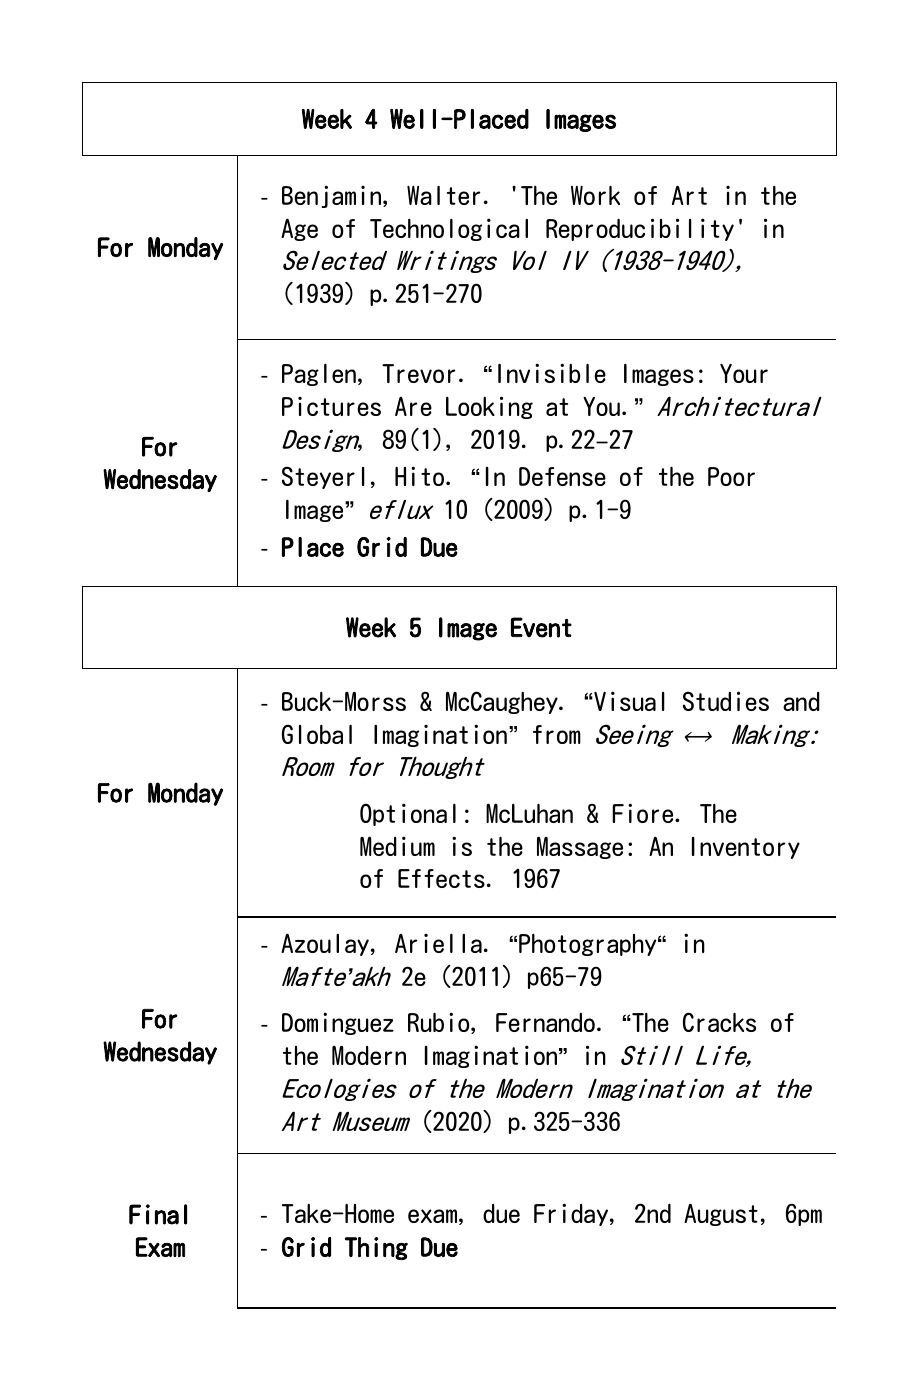 Week 4 Well-Placed Images
For Monday
- Benjamin, Walter. 'The Work of Art in the
Age of Technological Reproducibility' in
Selected Writings Vol IV (1938-1940),
(1939) p.251-270
For
Wednesday
- Paglen, Trevor. “Invisible Images: Your
Pictures Are Looking at You.” Architectural
Design, 89(1), 2019. p.22–27
- Steyerl, Hito. “In Defense of the Poor
Image” eflux 10 (2009) p.1-9
- Place Grid Due
Week 5 Image Event
For Monday
- Buck-Morss & McCaughey. “Visual Studies and
Global Imagination” from Seeing ↔ Making:
Room for Thought
Optional: McLuhan & Fiore. The
Medium is the Massage: An Inventory
of Effects. 1967
For
Wednesday
- Azoulay, Ariella. “Photography“ in
Mafte’akh 2e (2011) p65-79
- Dominguez Rubio, Fernando. “The Cracks of
the Modern Imagination” in Still Life,
Ecologies of the Modern Imagination at the
Art Museum (2020) p.325-336
Final
Exam
- Take-Home exam, due Friday, 2nd August, 6pm
- Grid Thing Due